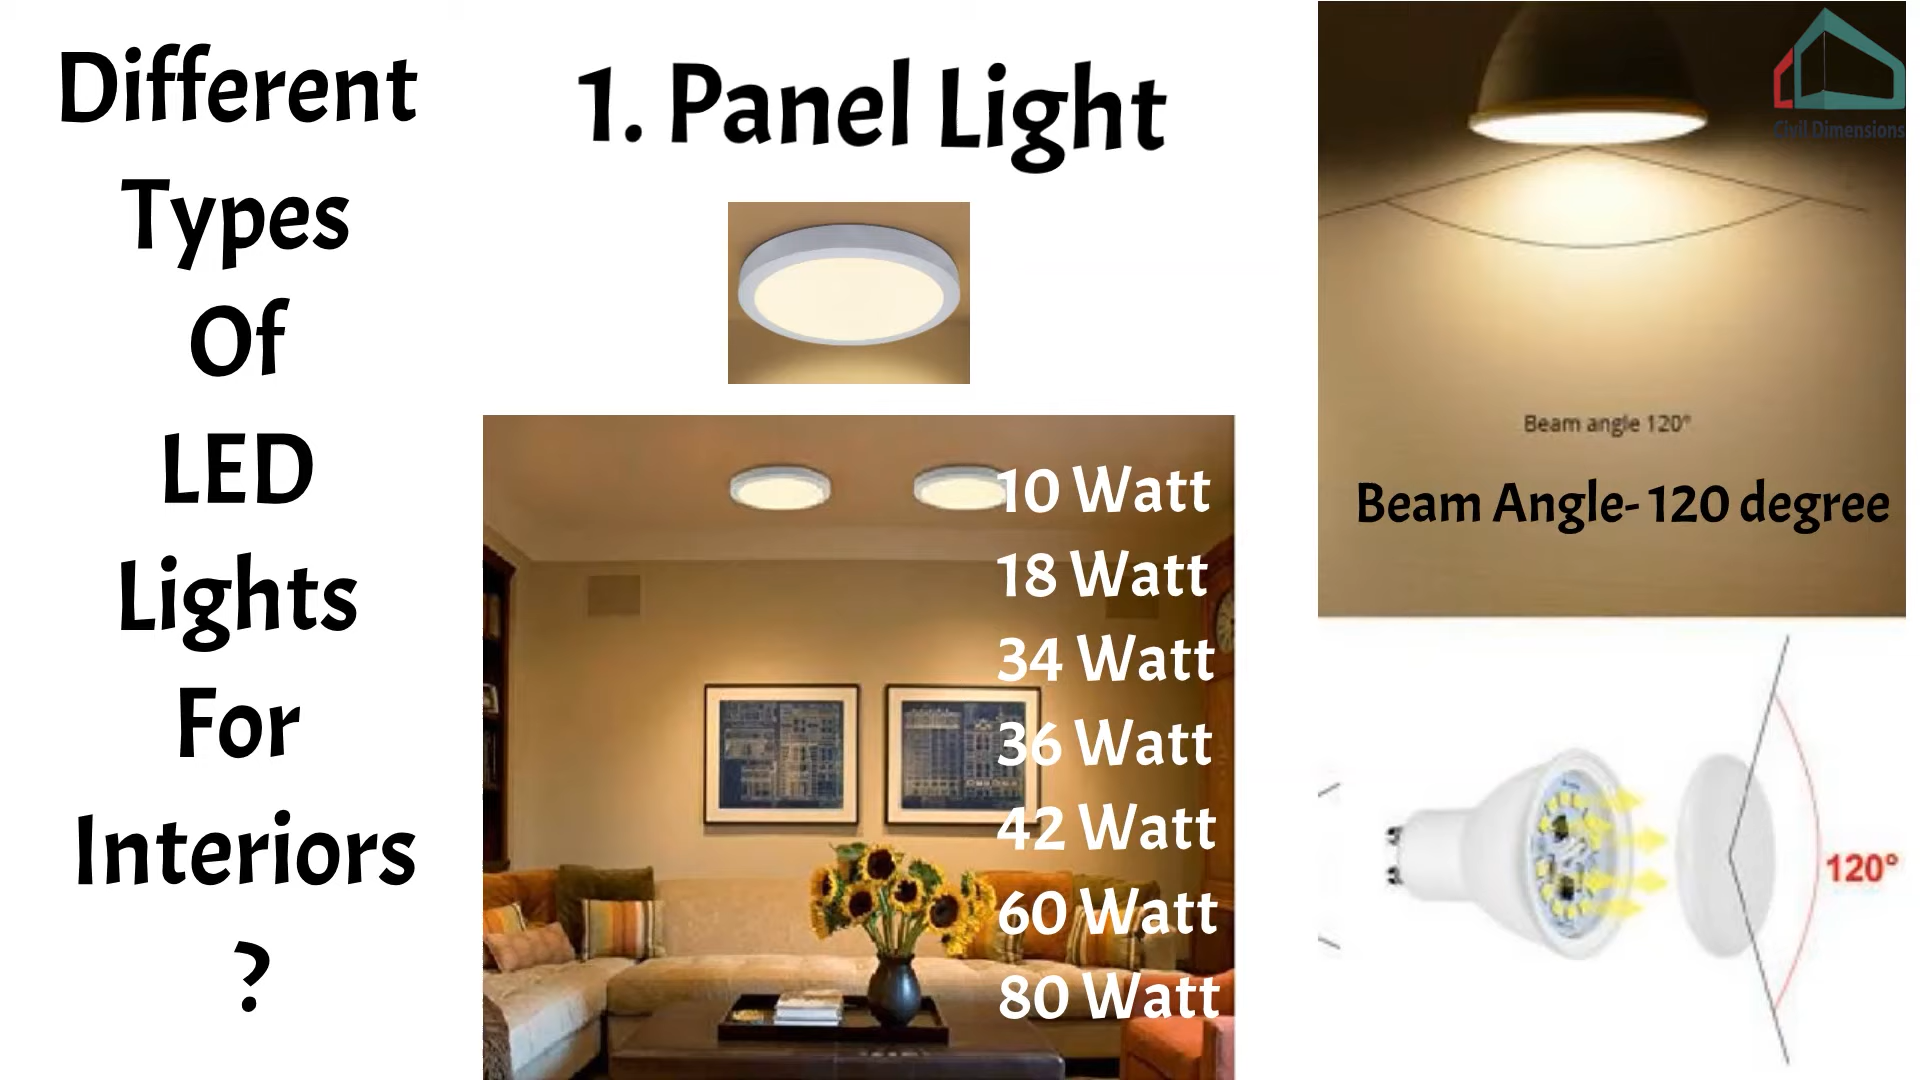 Different
Types
Of
LED
Lights
For
Interiors
?
1. Panel Light
10 Watt
18 Watt
34 Watt
36 Watt
42 Watt
60 Watt
80 Watt
Civil Dimensions
Beam angle 120°
Beam Angle- 120 degree
120°